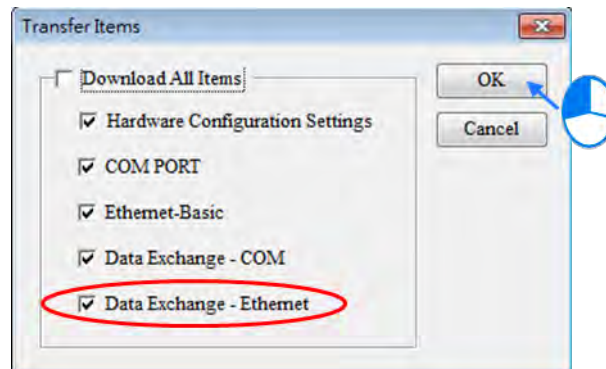 Transfer Items
Download All Items
OK
Hardware Configuration Settings
Cancel
COM PORT
Ethernet-Basic
Data Exchange - COM
Data Exchange - Ethernet